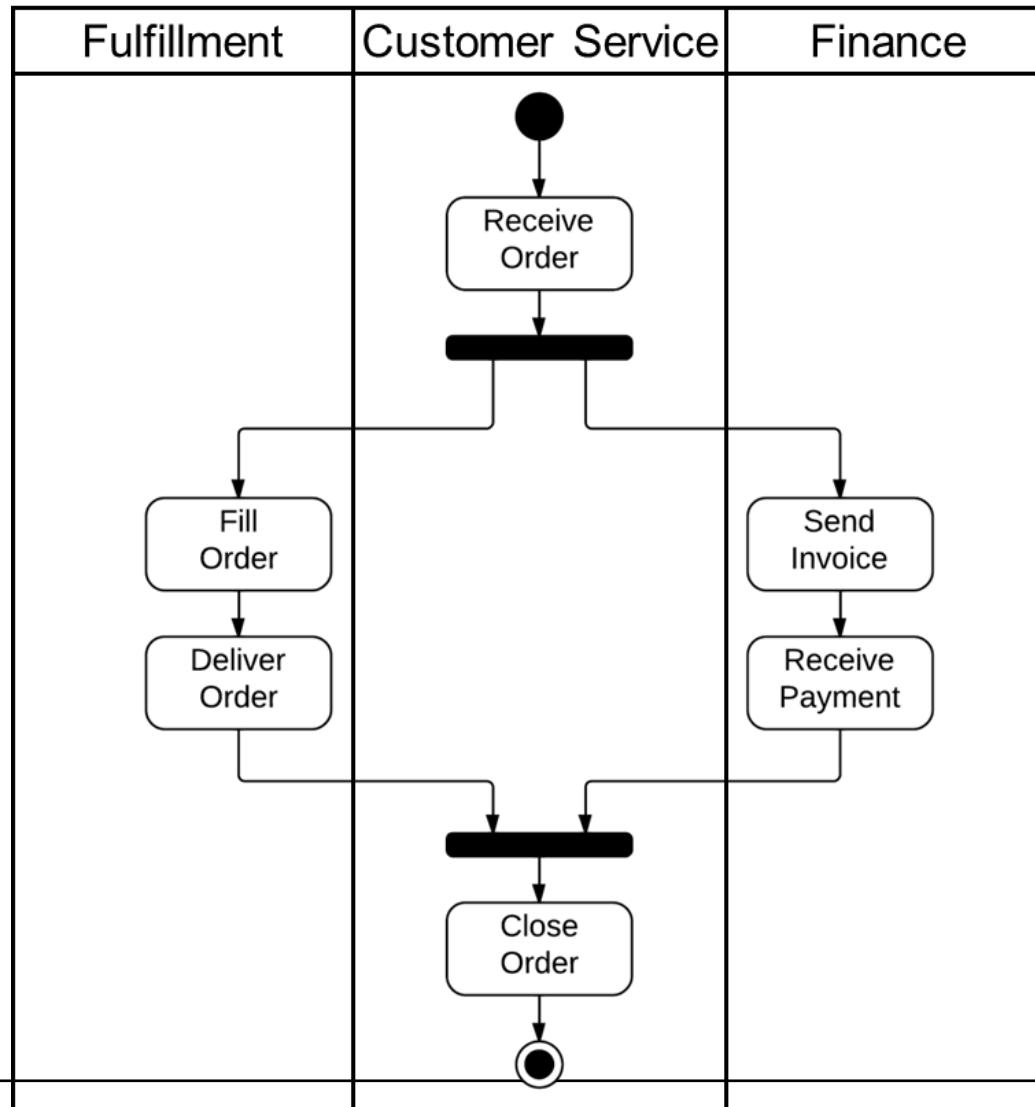 Fulfillment
Customer Service
Finance
Receive
Order
Fill
Order
Send
Invoice
Deliver
Order
Receive
Payment
Close
Order